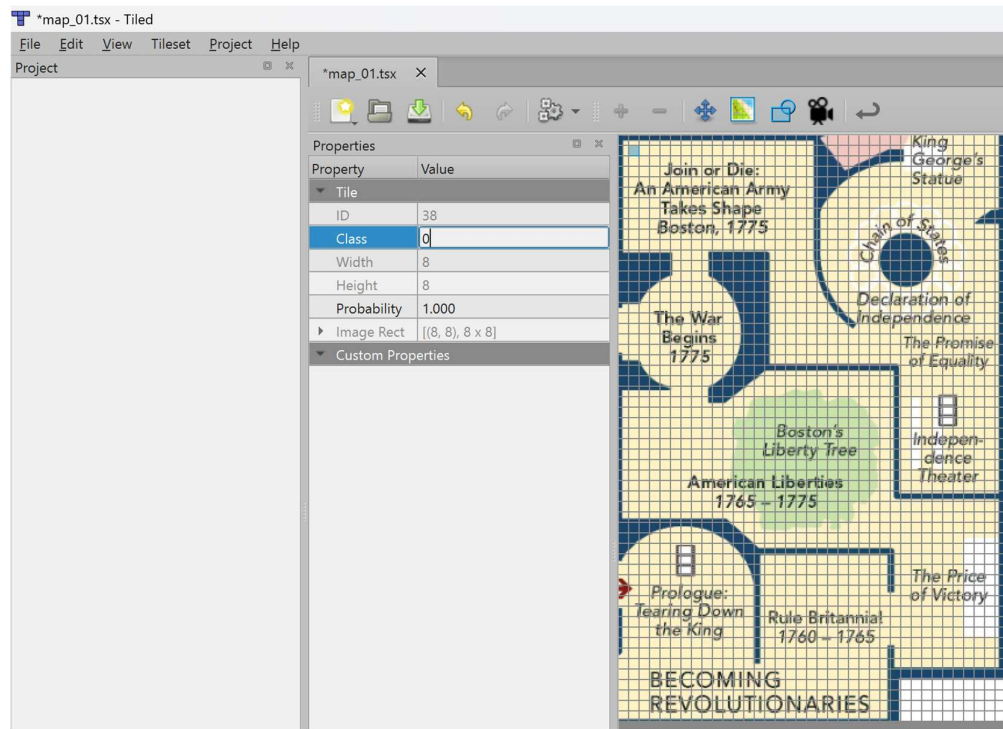 *map_01.tsx - Tiled
File Edit View Tileset Project Help
Project
*map_01.tsx
Properties
Property Value
Tile
ID 38
Class 0
Width 8
Height 8
Probability 1.000
Image Rect [(8, 8), 8 x 8]
Custom Properties
Join or Die:
An American Army
Takes Shape
Boston, 1775
King
George's
Statue
Chain of States
Declaration of
Independence
The War
Begins
1775
The Promise
of Equality
Boston's
Liberty Tree
Indepen-
dence
Theater
American Liberties
1765 – 1775
The Price
of Victory
Prologue:
Tearing Down
the King
Rule Britannia!
1760 – 1765
BECOMING
REVOLUTIONARIES